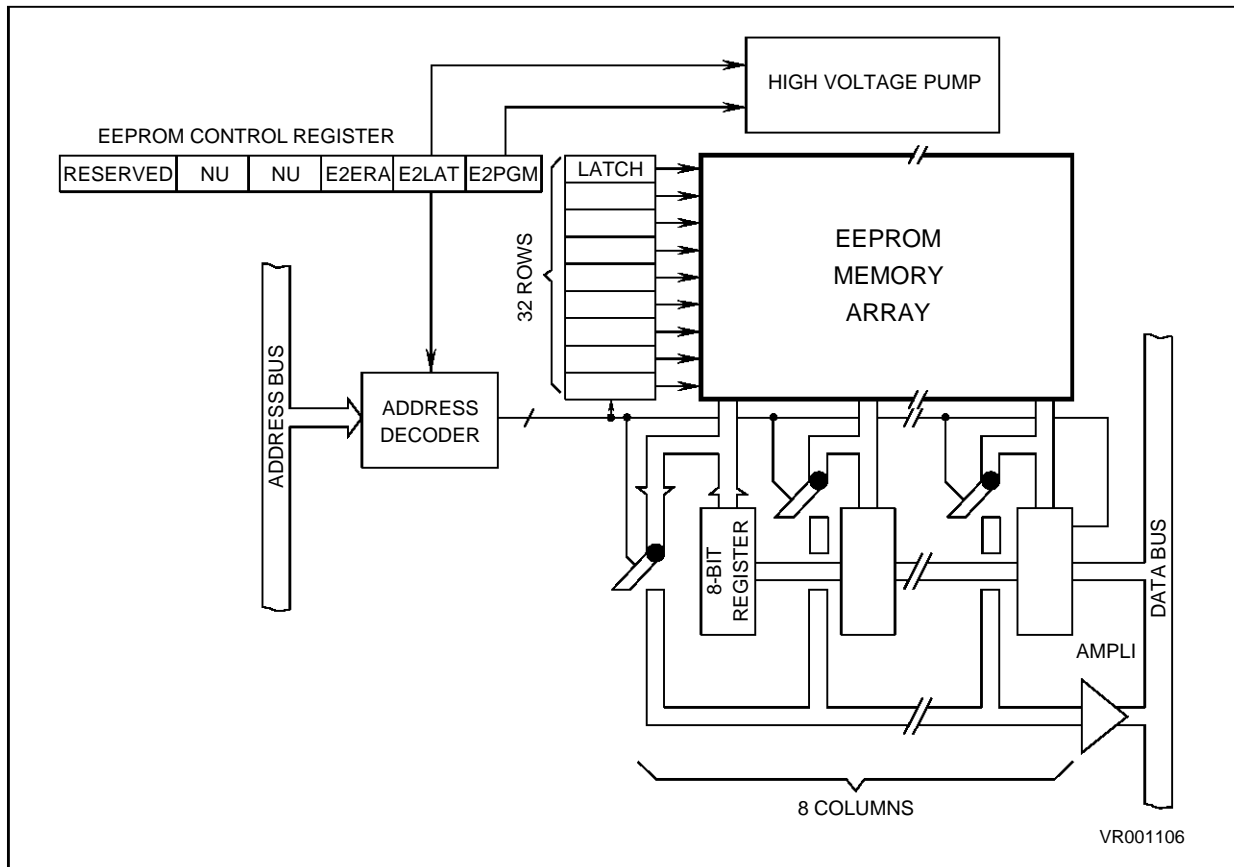 HIGH VOLTAGE PUMP
EEPROM CONTROL REGISTER
RESERVED NU NU E2ERA E2LAT E2PGM
LATCH
32 ROWS
EEPROM
MEMORY
ARRAY
ADDRESS BUS
ADDRESS
DECODER
8-BIT
REGISTER
DATA BUS
AMPLI
8 COLUMNS
VR001106